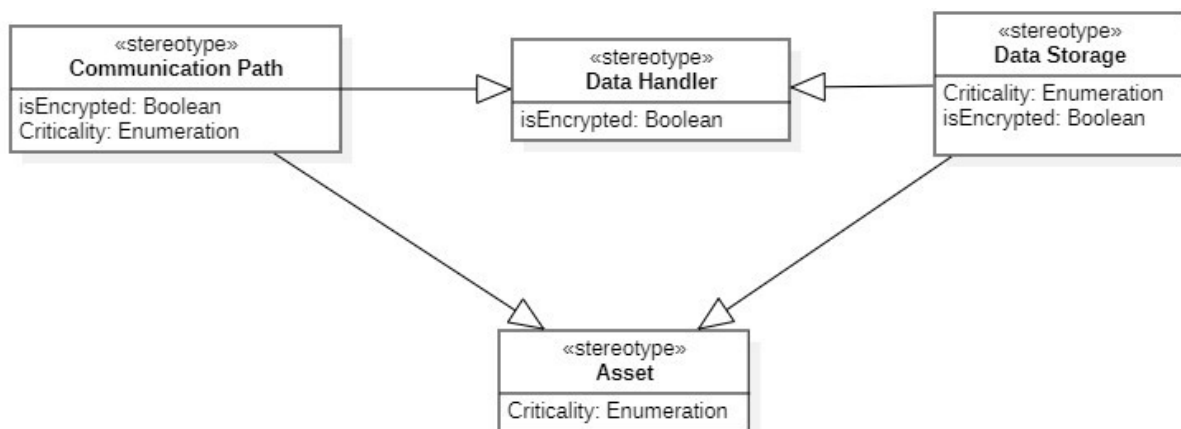 «stereotype»
Communication Path
isEncrypted: Boolean
Criticality: Enumeration
«stereotype»
Data Handler
isEncrypted: Boolean
«stereotype»
Data Storage
Criticality: Enumeration
isEncrypted: Boolean
«stereotype»
Asset
Criticality: Enumeration